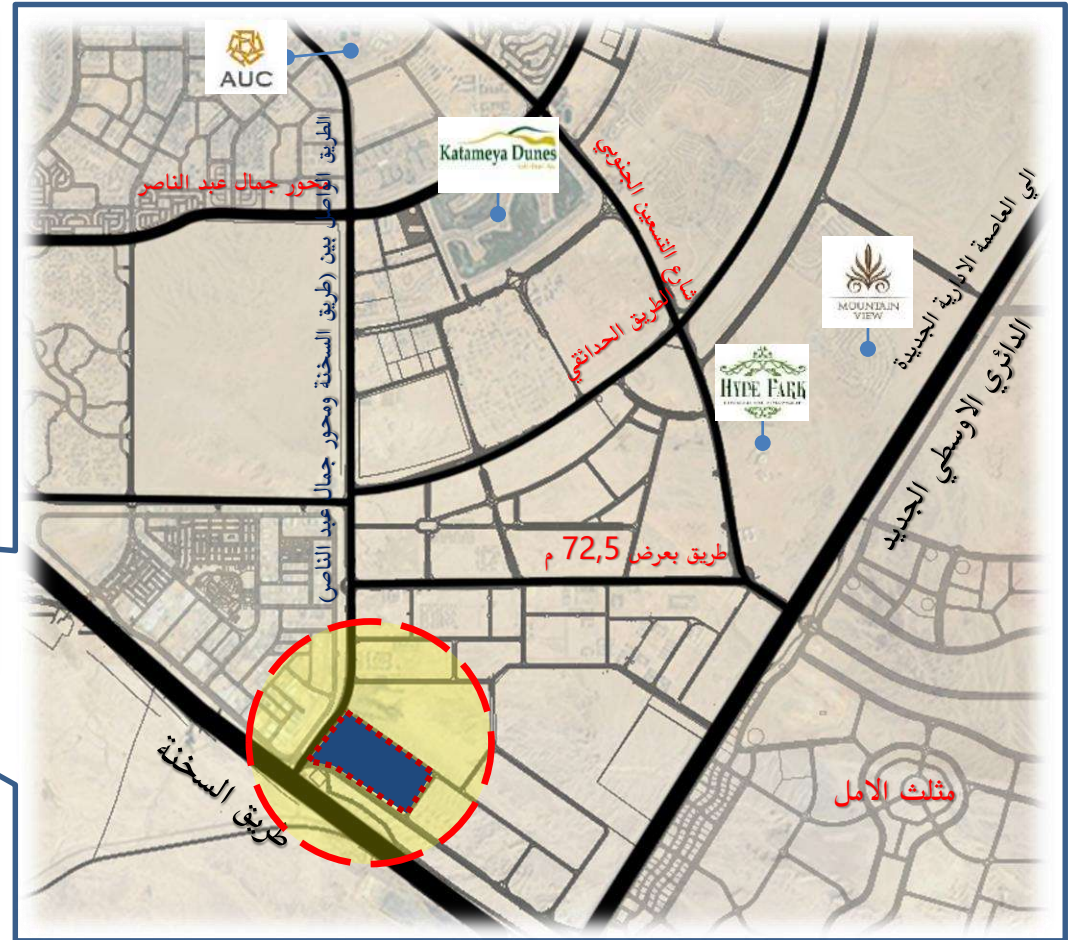 AUC
Katameya Dunes
محور جمال عبد الناصر
الطريق الواصل بين (طريق السخنة ومحور جمال عبد الناصر)
شارع التسعين الجنوبي
الطريق الحدائقي
الي العاصمة الادارية الجديدة
MOUNTAIN
VIEW
الدائري الاوسطي الجديد
HYDE PARK
طريق بعرض 72,5 م
طريق السخنة
مثلث الامل